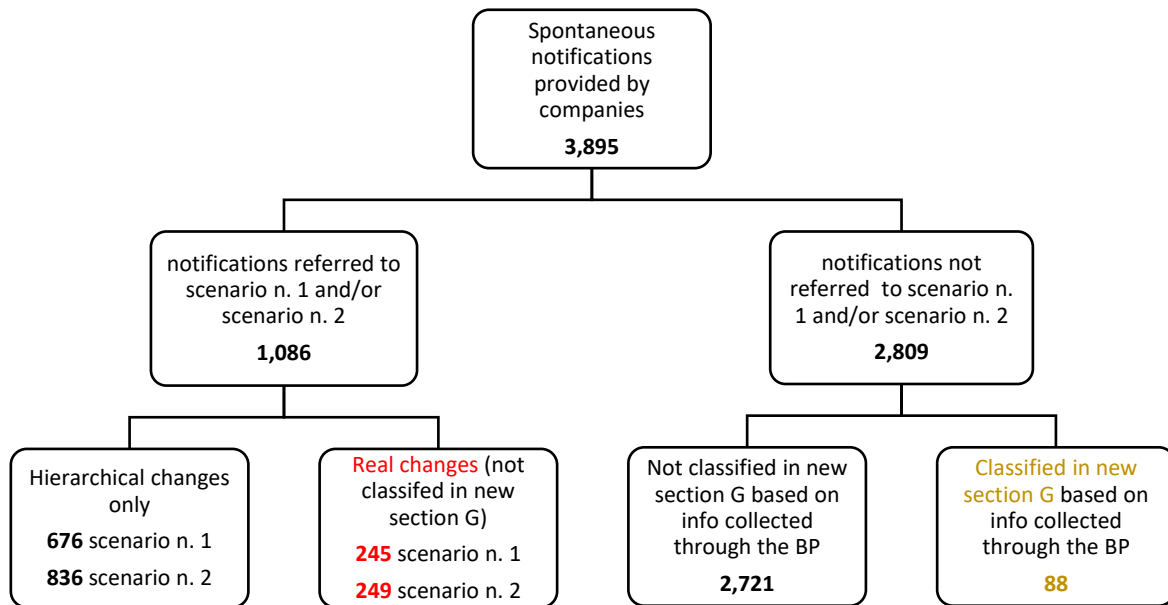 Spontaneous
notifications
provided by
companies
3,895
notifications referred to
scenario n. 1 and/or
scenario n. 2
1,086
notifications not
referred to scenario n.
1 and/or scenario n. 2
2,809
Hierarchical changes
only
676 scenario n. 1
836 scenario n. 2
Real changes (not
classifed in new
section G)
245 scenario n. 1
249 scenario n. 2
Not classified in new
section G based on
info collected
through the BP
2,721
Classified in new
section G based on
info collected
through the BP
88